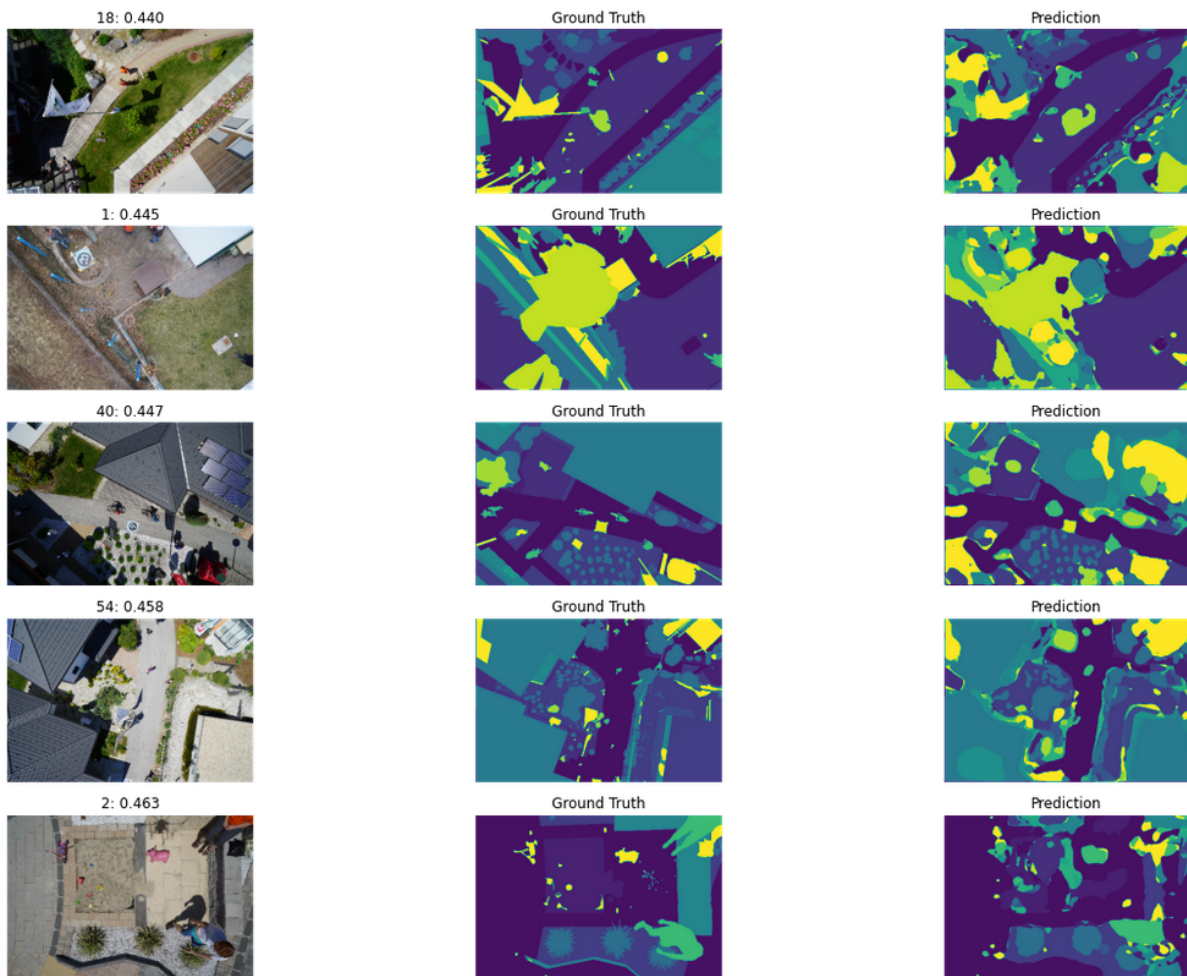 18: 0.440 Ground Truth Prediction
1: 0.445 Ground Truth Prediction
40: 0.447 Ground Truth Prediction
54: 0.458 Ground Truth Prediction
2: 0.463 Ground Truth Prediction